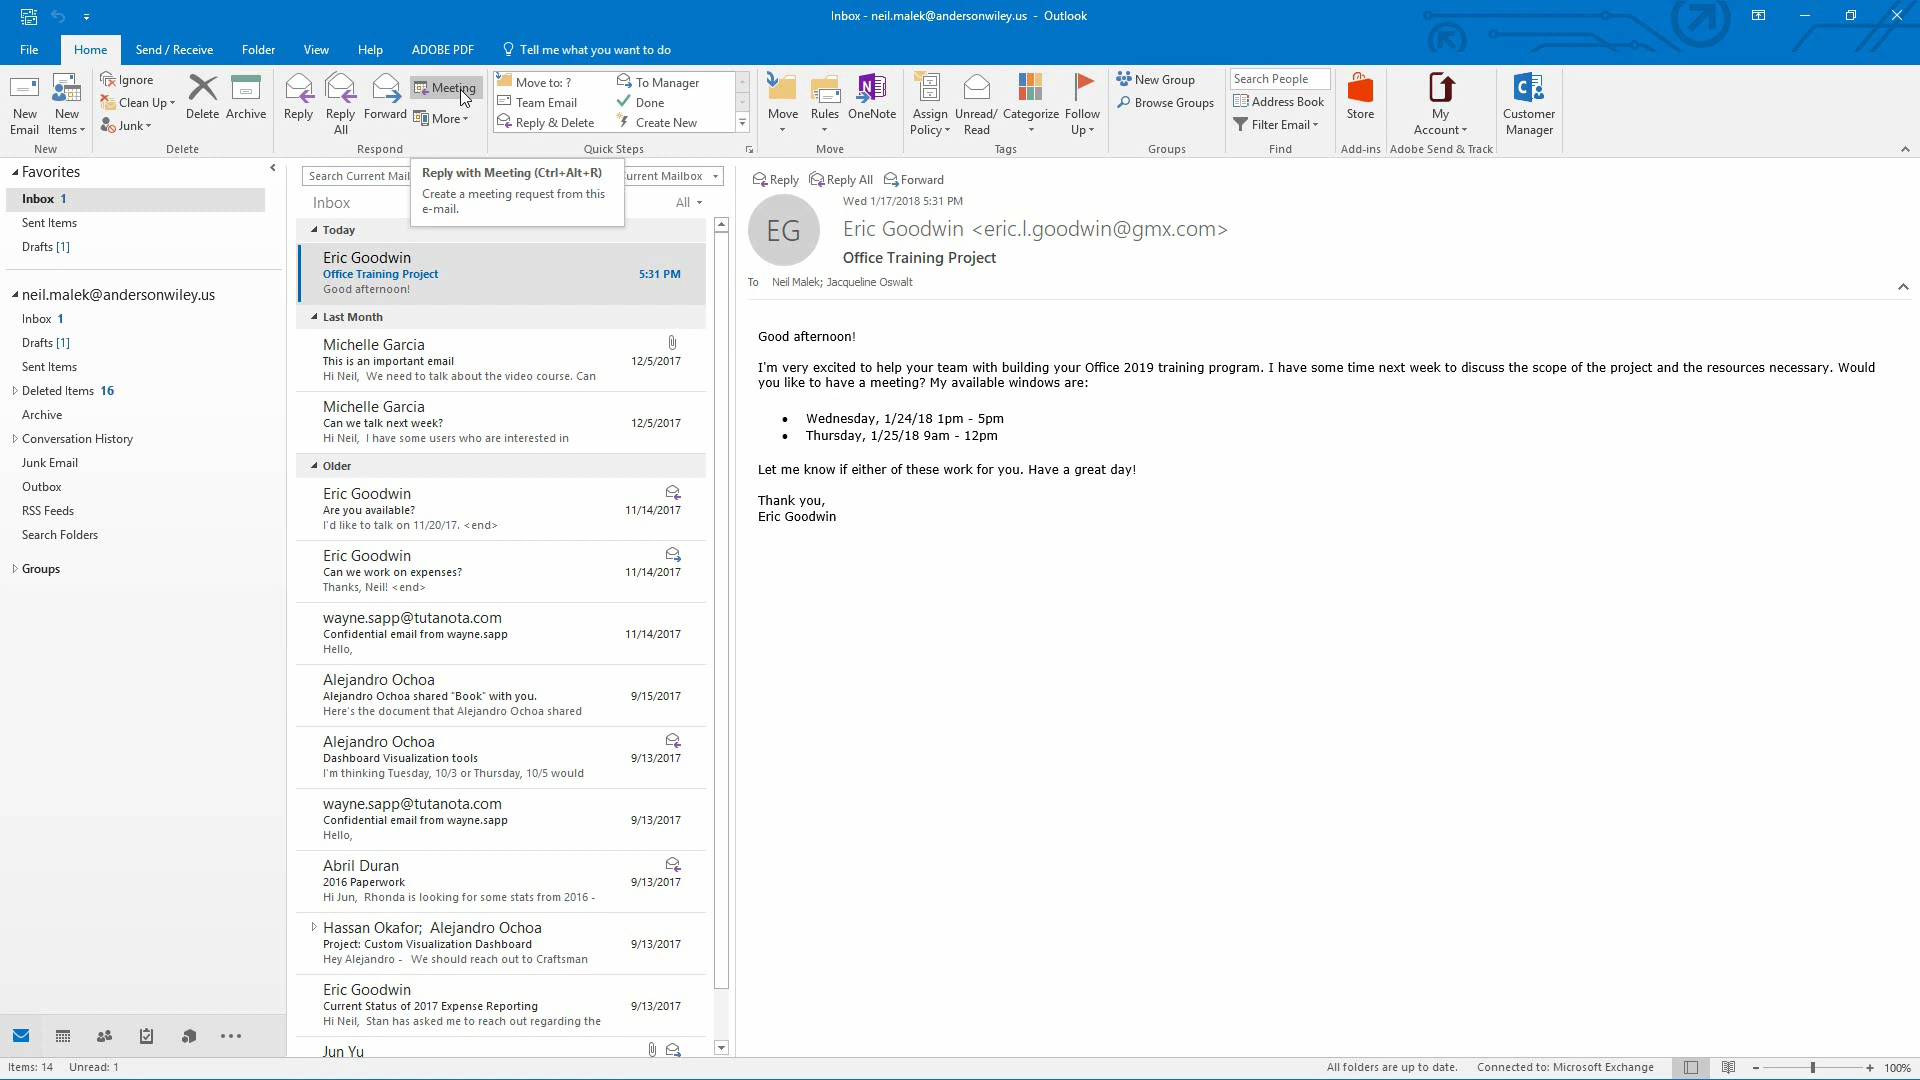 Inbox - neil.malek@andersonwiley.us - Outlook
File Home Send / Receive Folder View Help ADOBE PDF Tell me what you want to do
New Email
New Items
New
Ignore
Clean Up
Junk
Delete
Archive
Delete
Reply
Reply All
Forward
Meeting
More
Respond
Move to: ?
Team Email
Reply & Delete
To Manager
Done
Create New
Quick Steps
Move
Rules
OneNote
Move
Assign Policy
Unread/ Read
Categorize
Follow Up
Tags
New Group
Browse Groups
Groups
Search People
Address Book
Filter Email
Find
Store
Add-ins
My Account
Adobe Send & Track
Customer Manager
Reply with Meeting (Ctrl+Alt+R)
Create a meeting request from this
e-mail.
Favorites
Inbox 1
Sent Items
Drafts [1]
neil.malek@andersonwiley.us
Inbox 1
Drafts [1]
Sent Items
Deleted Items 16
Archive
Conversation History
Junk Email
Outbox
RSS Feeds
Search Folders
Groups
Search Current Mail
urrent Mailbox
Inbox All
Today
Eric Goodwin
Office Training Project 5:31 PM
Good afternoon!
Last Month
Michelle Garcia
This is an important email 12/5/2017
Hi Neil, We need to talk about the video course. Can
Michelle Garcia
Can we talk next week? 12/5/2017
Hi Neil, I have some users who are interested in
Older
Eric Goodwin
Are you available? 11/14/2017
I'd like to talk on 11/20/17. <end>
Eric Goodwin
Can we work on expenses? 11/14/2017
Thanks, Neil! <end>
wayne.sapp@tutanota.com
Confidential email from wayne.sapp 11/14/2017
Hello,
Alejandro Ochoa
Alejandro Ochoa shared "Book" with you. 9/15/2017
Here's the document that Alejandro Ochoa shared
Alejandro Ochoa
Dashboard Visualization tools 9/13/2017
I'm thinking Tuesday, 10/3 or Thursday, 10/5 would
wayne.sapp@tutanota.com
Confidential email from wayne.sapp 9/13/2017
Hello,
Abril Duran
2016 Paperwork 9/13/2017
Hi Jun, Rhonda is looking for some stats from 2016 -
Hassan Okafor; Alejandro Ochoa
Project: Custom Visualization Dashboard 9/13/2017
Hey Alejandro - We should reach out to Craftsman
Eric Goodwin
Current Status of 2017 Expense Reporting 9/13/2017
Hi Neil, Stan has asked me to reach out regarding the
Jun Yu
Reply Reply All Forward
Wed 1/17/2018 5:31 PM
EG
Eric Goodwin <eric.l.goodwin@gmx.com>
Office Training Project
To Neil Malek; Jacqueline Oswalt
Good afternoon!
I'm very excited to help your team with building your Office 2019 training program. I have some time next week to discuss the scope of the project and the resources necessary. Would
you like to have a meeting? My available windows are:
• Wednesday, 1/24/18 1pm - 5pm
• Thursday, 1/25/18 9am - 12pm
Let me know if either of these work for you. Have a great day!
Thank you,
Eric Goodwin
Items: 14 Unread: 1 All folders are up to date. Connected to: Microsoft Exchange 100%